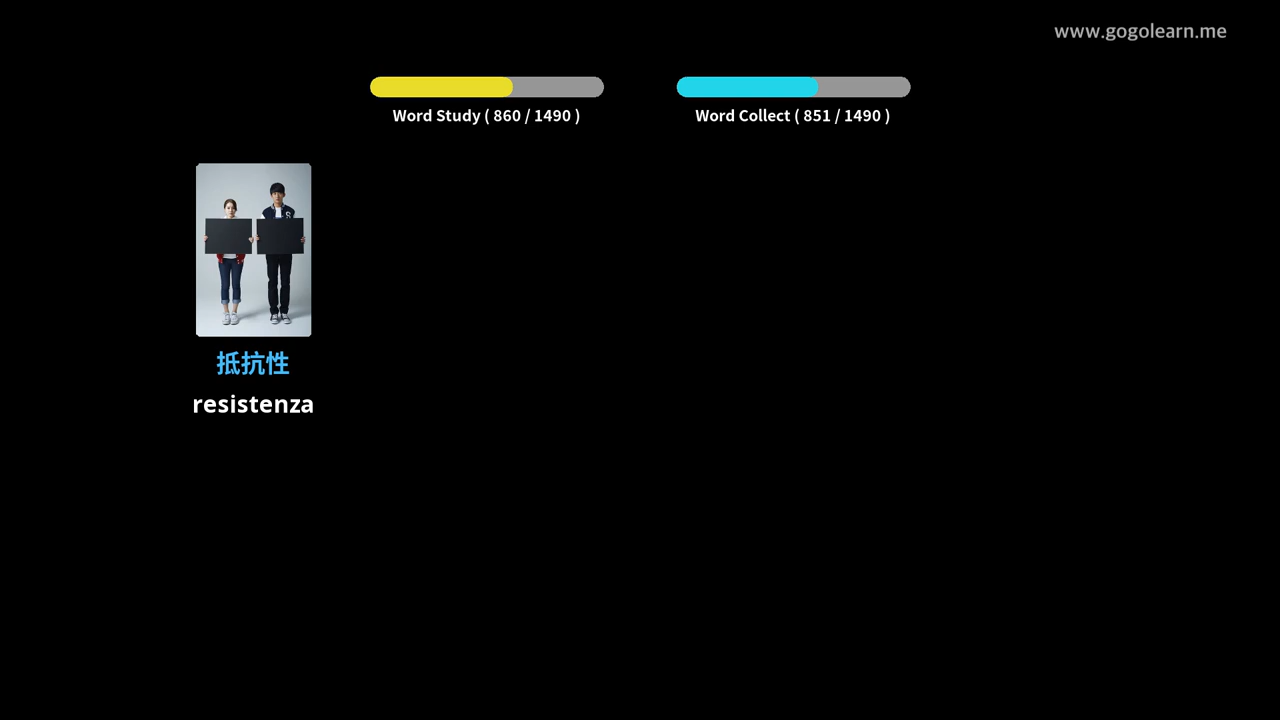 www.gogolearn.me
Word Study ( 860 / 1490 )
Word Collect ( 851 / 1490 )
S
抵抗性
resistenza